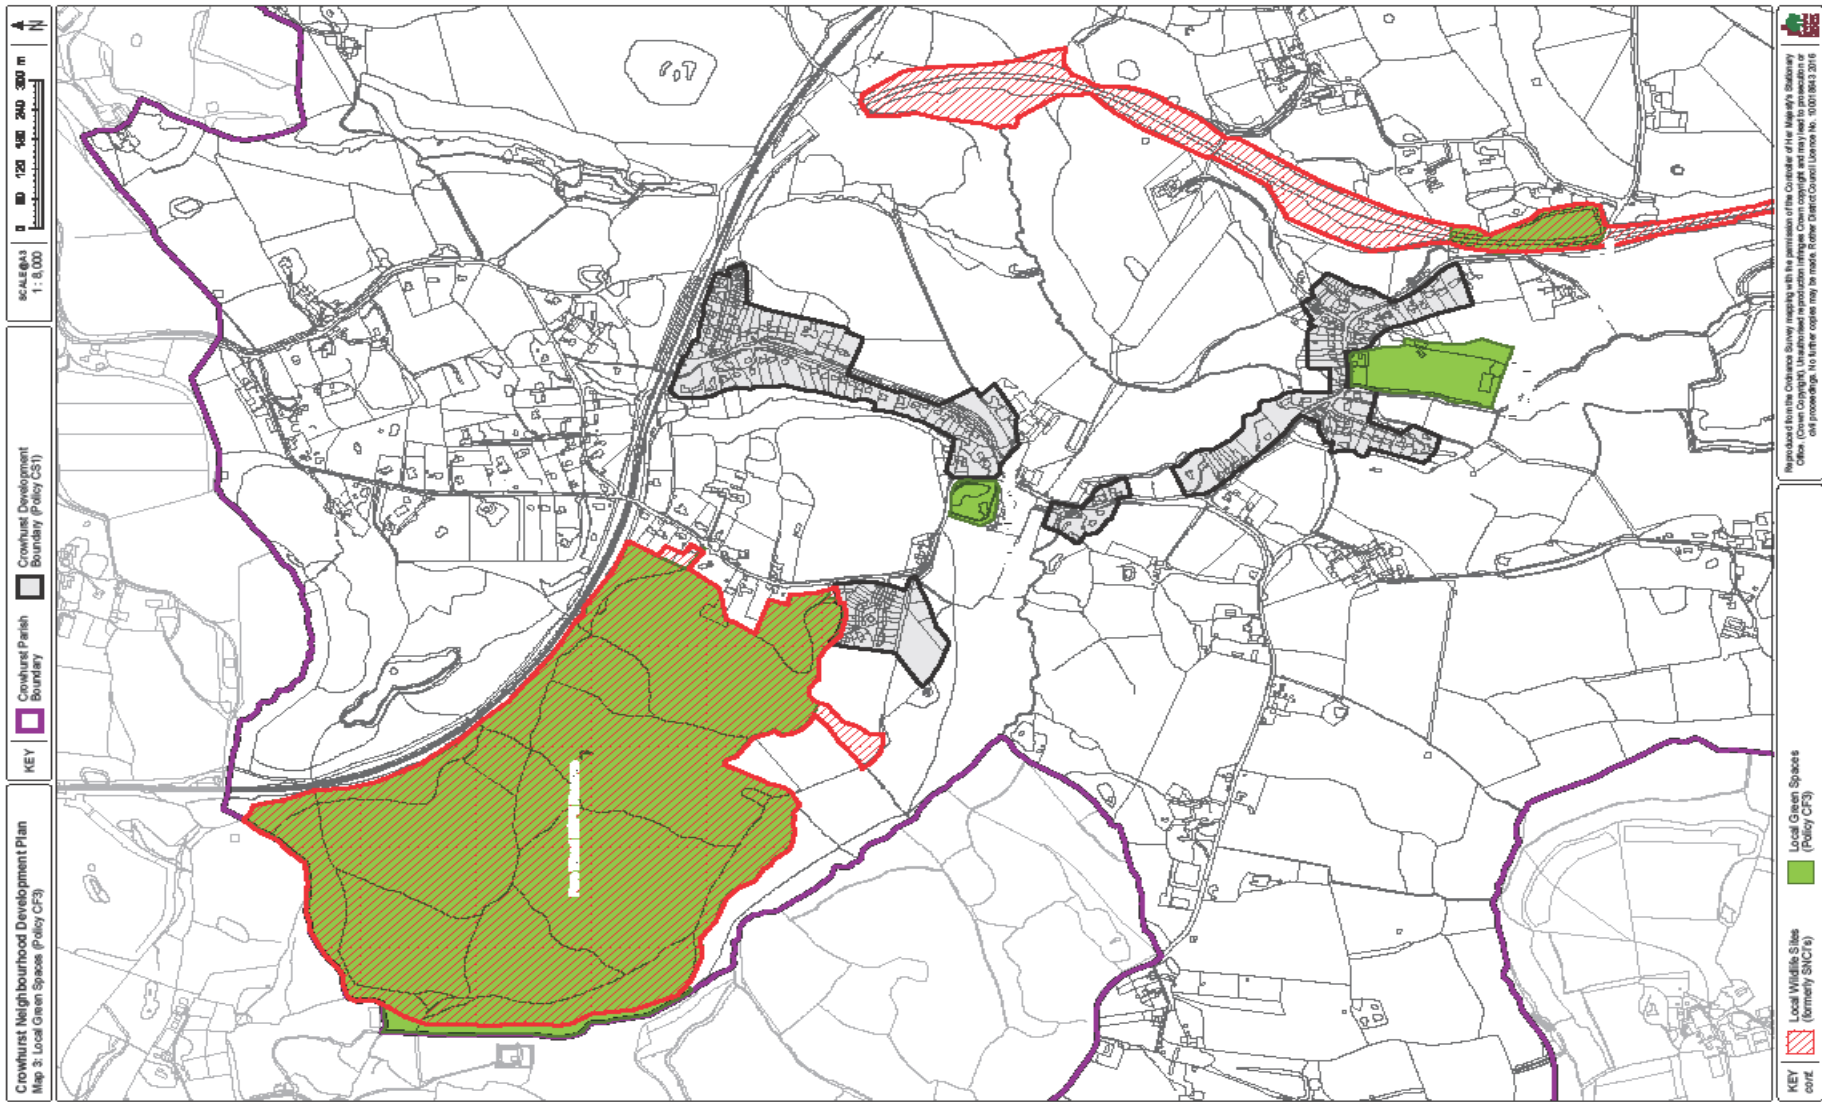 Crowhurst Neighbourhood Development Plan
Map 3: Local Green Spaces (Policy CF3)
KEY
Crowhurst Parish
Boundary
Crowhurst Development
Boundary (Policy CS1)
SCALE@A3
1 : 8,000
0 60 120 180 240 300 m
N
KEY
cont.
Local Wildlife Sites
(formerly SNCI's)
Local Green Spaces
(Policy CF3)
Reproduced from the Ordnance Survey mapping with the permission of the Controller of Her Majesty's Stationary
Office. (Crown Copyright). Unauthorised reproduction infringes Crown copyright and may lead to prosecution or
civil proceedings. No further copies may be made. Rother District Council Licence No. 2016